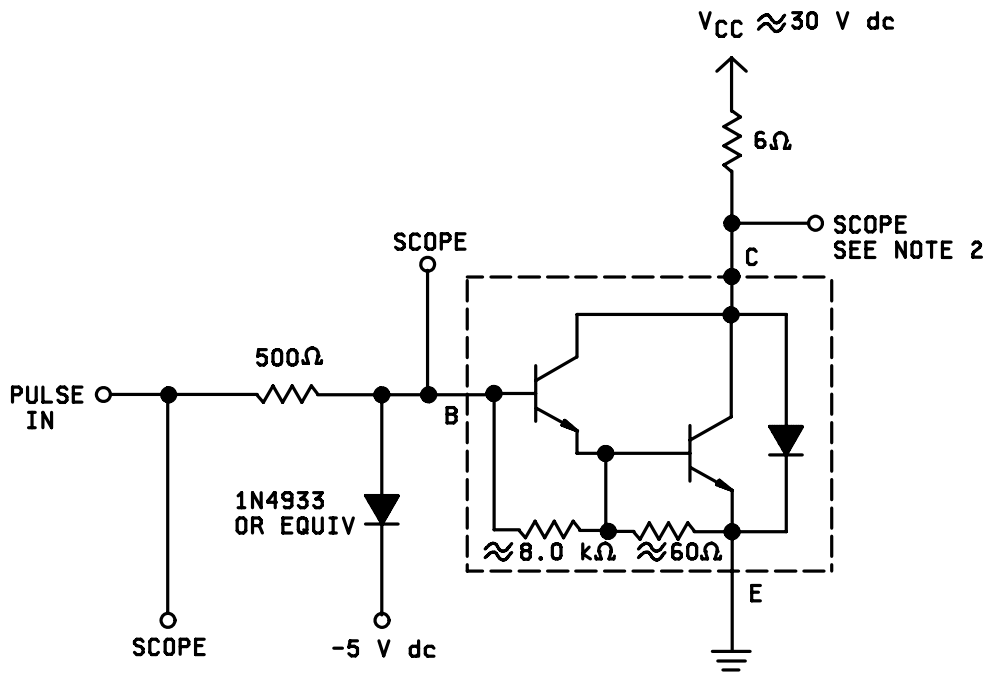 VCC ≈30 V dc
6Ω
SCOPE
SEE NOTE 2
C
SCOPE
500Ω
PULSE
IN
B
1N4933
OR EQUIV
≈8.0 kΩ
≈60Ω
E
SCOPE
-5 V dc